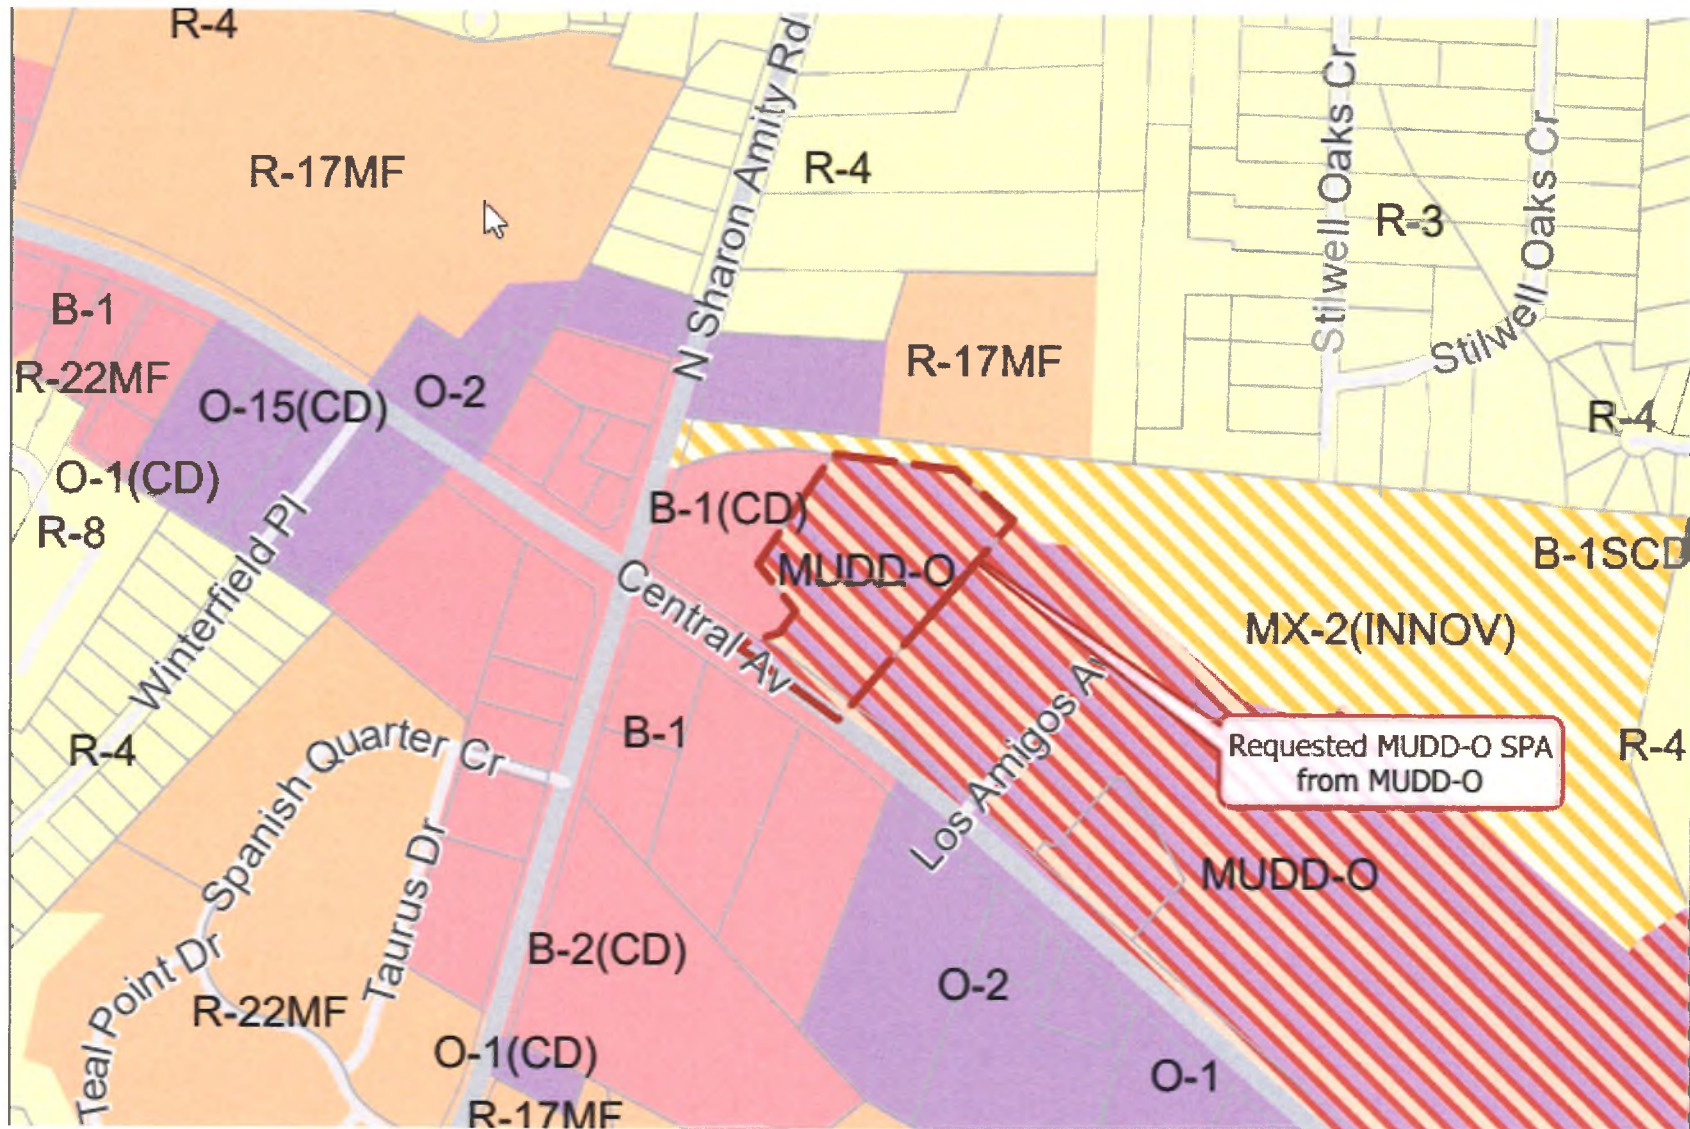 R-4
R-17MF
N Sharon Amity Rd
R-4
Stilwell Oaks Cr
R-3
Stilwell Oaks Cr
B-1
R-22MF
O-15(CD)
O-2
R-17MF
R-4
O-1(CD)
R-8
B-1(CD)
MUDD-O
B-1SCD
Winterfield Pl
Central Av
MX-2(INNOV)
R-4
Spanish Quarter Cr
B-1
Los Amigos Av
Requested MUDD-O SPA
from MUDD-O
R-4
Taurus Dr
MUDD-O
Teal Point Dr
B-2(CD)
O-2
R-22MF
O-1(CD)
O-1
R-17MF